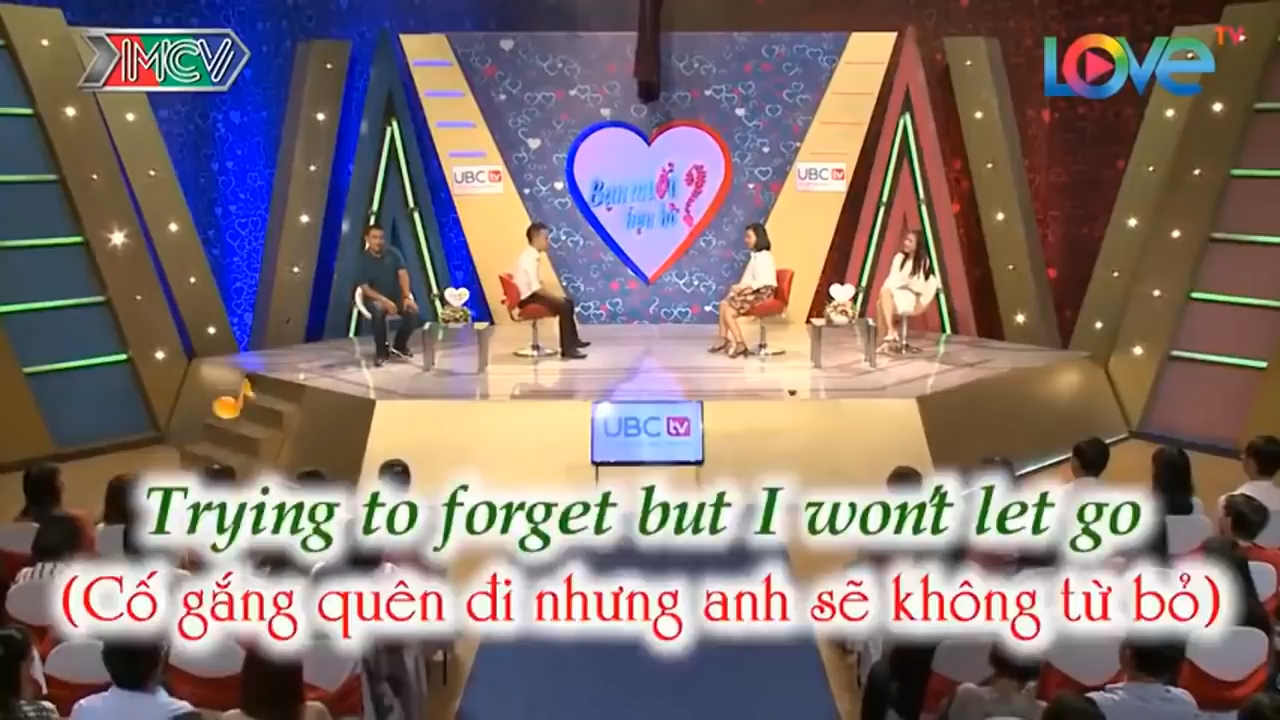 MCV
LOVE TV
UBC tv
UBC tv
Bạn muốn
hẹn hò ?
UBC tv
Trying to forget but I won't let go
(Cố gắng quên đi nhưng anh sẽ không từ bỏ)